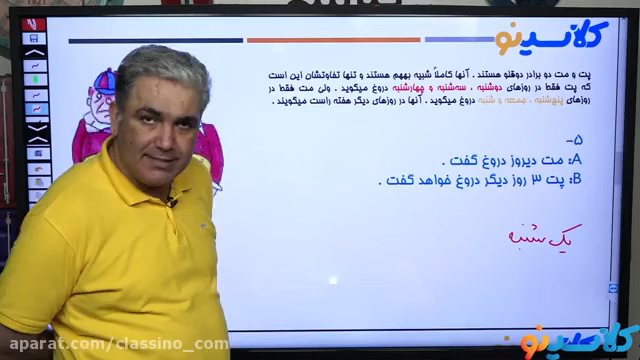 کلاسینو
پت و مت دو برادر دوقلو هستند . آنها کاملاً شبیه بههم هستند و تنها تفاوتشان این است
که پت فقط در روزهای دوشنبه ، سه‌شنبه و چهارشنبه دروغ میگوید . ولی مت فقط در
روزهای پنج‌شنبه ، جمعه و شنبه دروغ میگوید . آنها در روزهای دیگر هفته راست میگویند .
۵-
A: مت دیروز دروغ گفت .
B: پت ۳ روز دیگر دروغ خواهد گفت .
یک شنبه
aparat.com/classino_com
کلاسینو